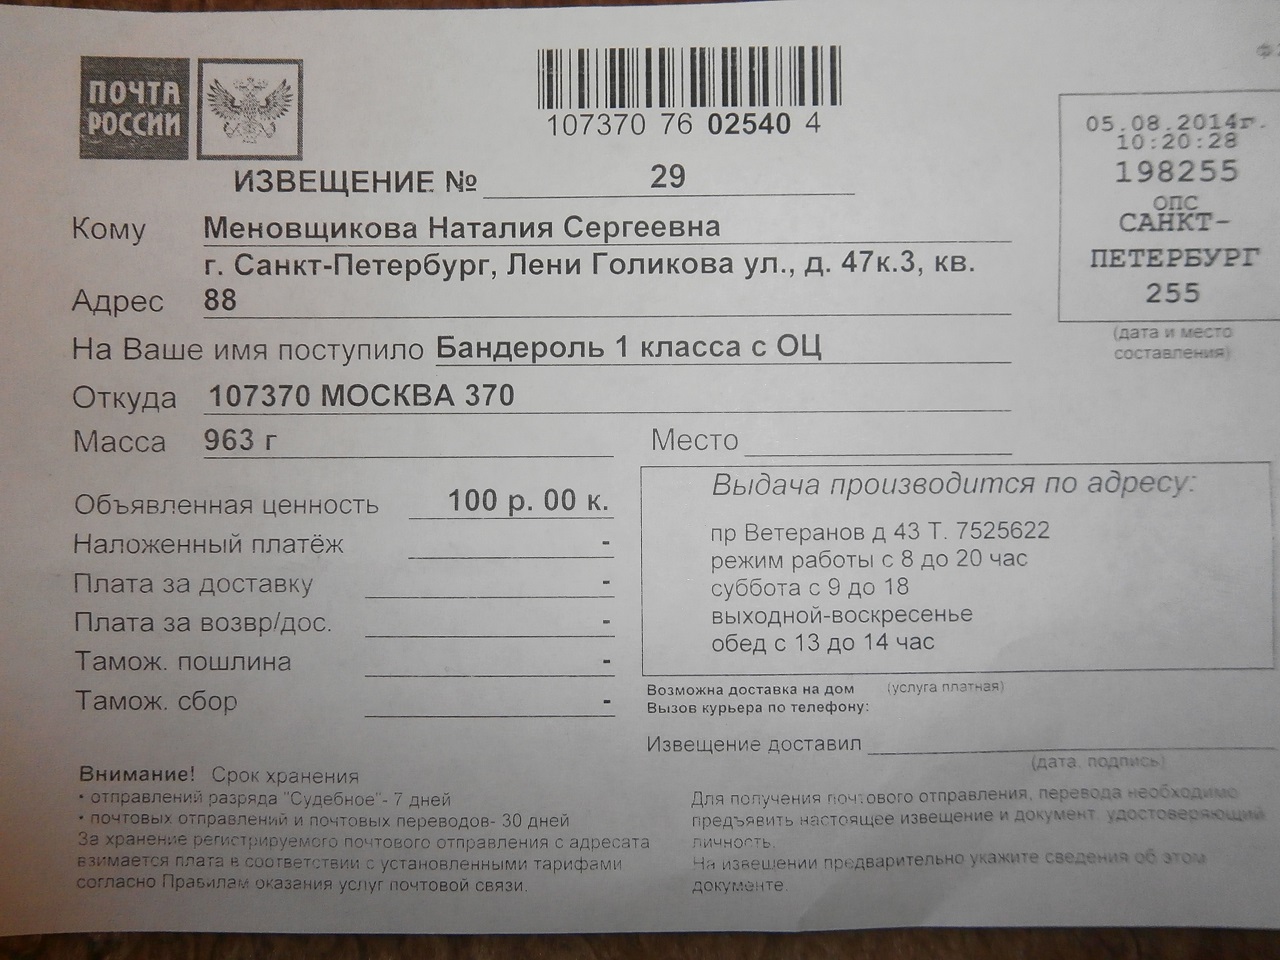 ПОЧТА
РОССИИ
107370 76 02540 4
ИЗВЕЩЕНИЕ № 29
05.08.2014г.
10:20:28
198255
ОПС
САНКТ-
ПЕТЕРБУРГ
255
(дата и место
составления)
Кому Меновщикова Наталия Сергеевна
г. Санкт-Петербург, Лени Голикова ул., д. 47к.3, кв.
Адрес 88
На Ваше имя поступило Бандероль 1 класса с ОЦ
Откуда 107370 МОСКВА 370
Масса 963 г Место
Объявленная ценность 100 р. 00 к.
Наложенный платёж -
Плата за доставку -
Плата за возвр/дос. -
Тамож. пошлина -
Тамож. сбор -
Выдача производится по адресу:
пр Ветеранов д 43 Т. 7525622
режим работы с 8 до 20 час
суббота с 9 до 18
выходной-воскресенье
обед с 13 до 14 час
Возможна доставка на дом (услуга платная)
Вызов курьера по телефону:
Извещение доставил
(дата, подпись)
Внимание! Срок хранения
• отправлений разряда "Судебное"- 7 дней
• почтовых отправлений и почтовых переводов- 30 дней
За хранение регистрируемого почтового отправления с адресата
взимается плата в соответствии с установленными тарифами
согласно Правилам оказания услуг почтовой связи.
Для получения почтового отправления, перевода необходимо
предъявить настоящее извещение и документ, удостоверяющий
личность.
На извещении предварительно укажите сведения об этом
документе.